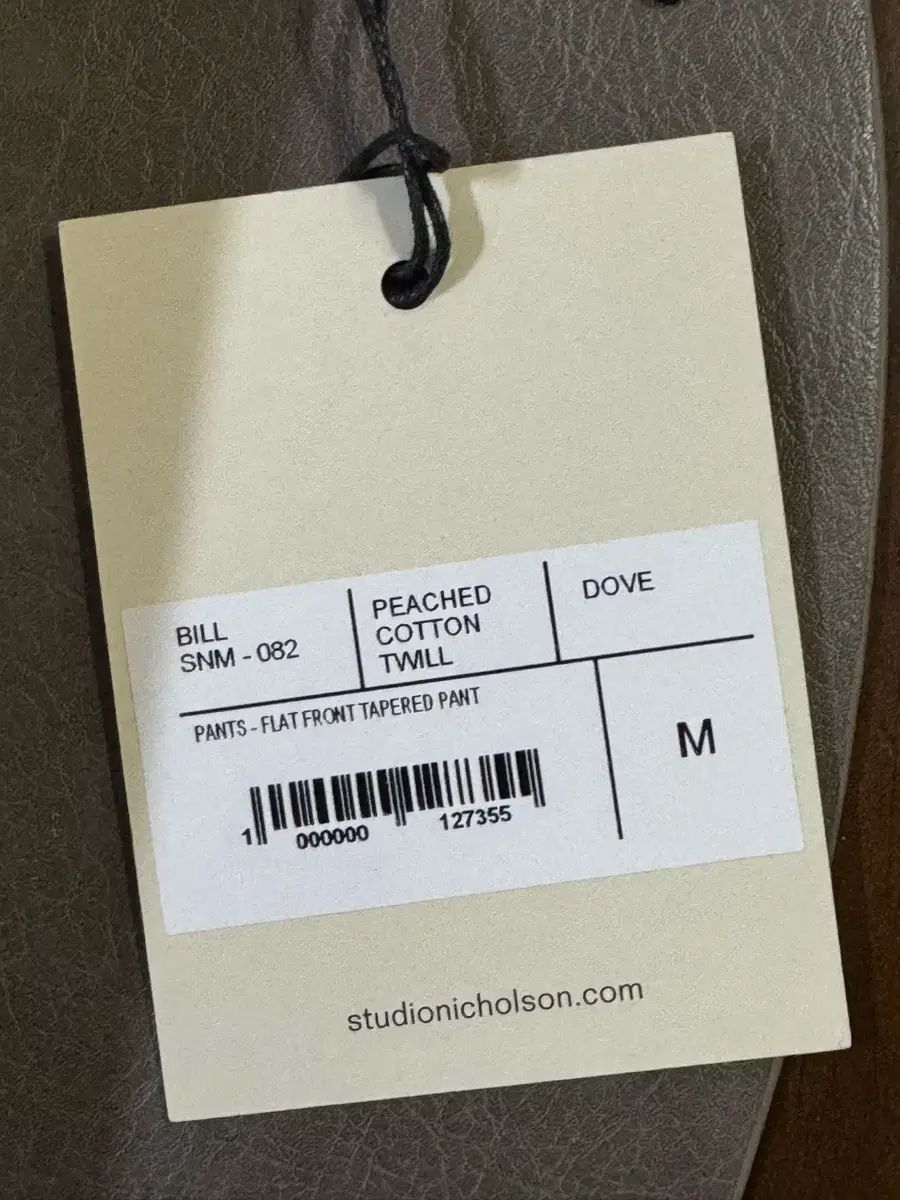 BILL
SNM - 082
PEACHED
COTTON
TWILL
DOVE
PANTS - FLAT FRONT TAPERED PANT
M
1 000000 127355
studionicholson.com